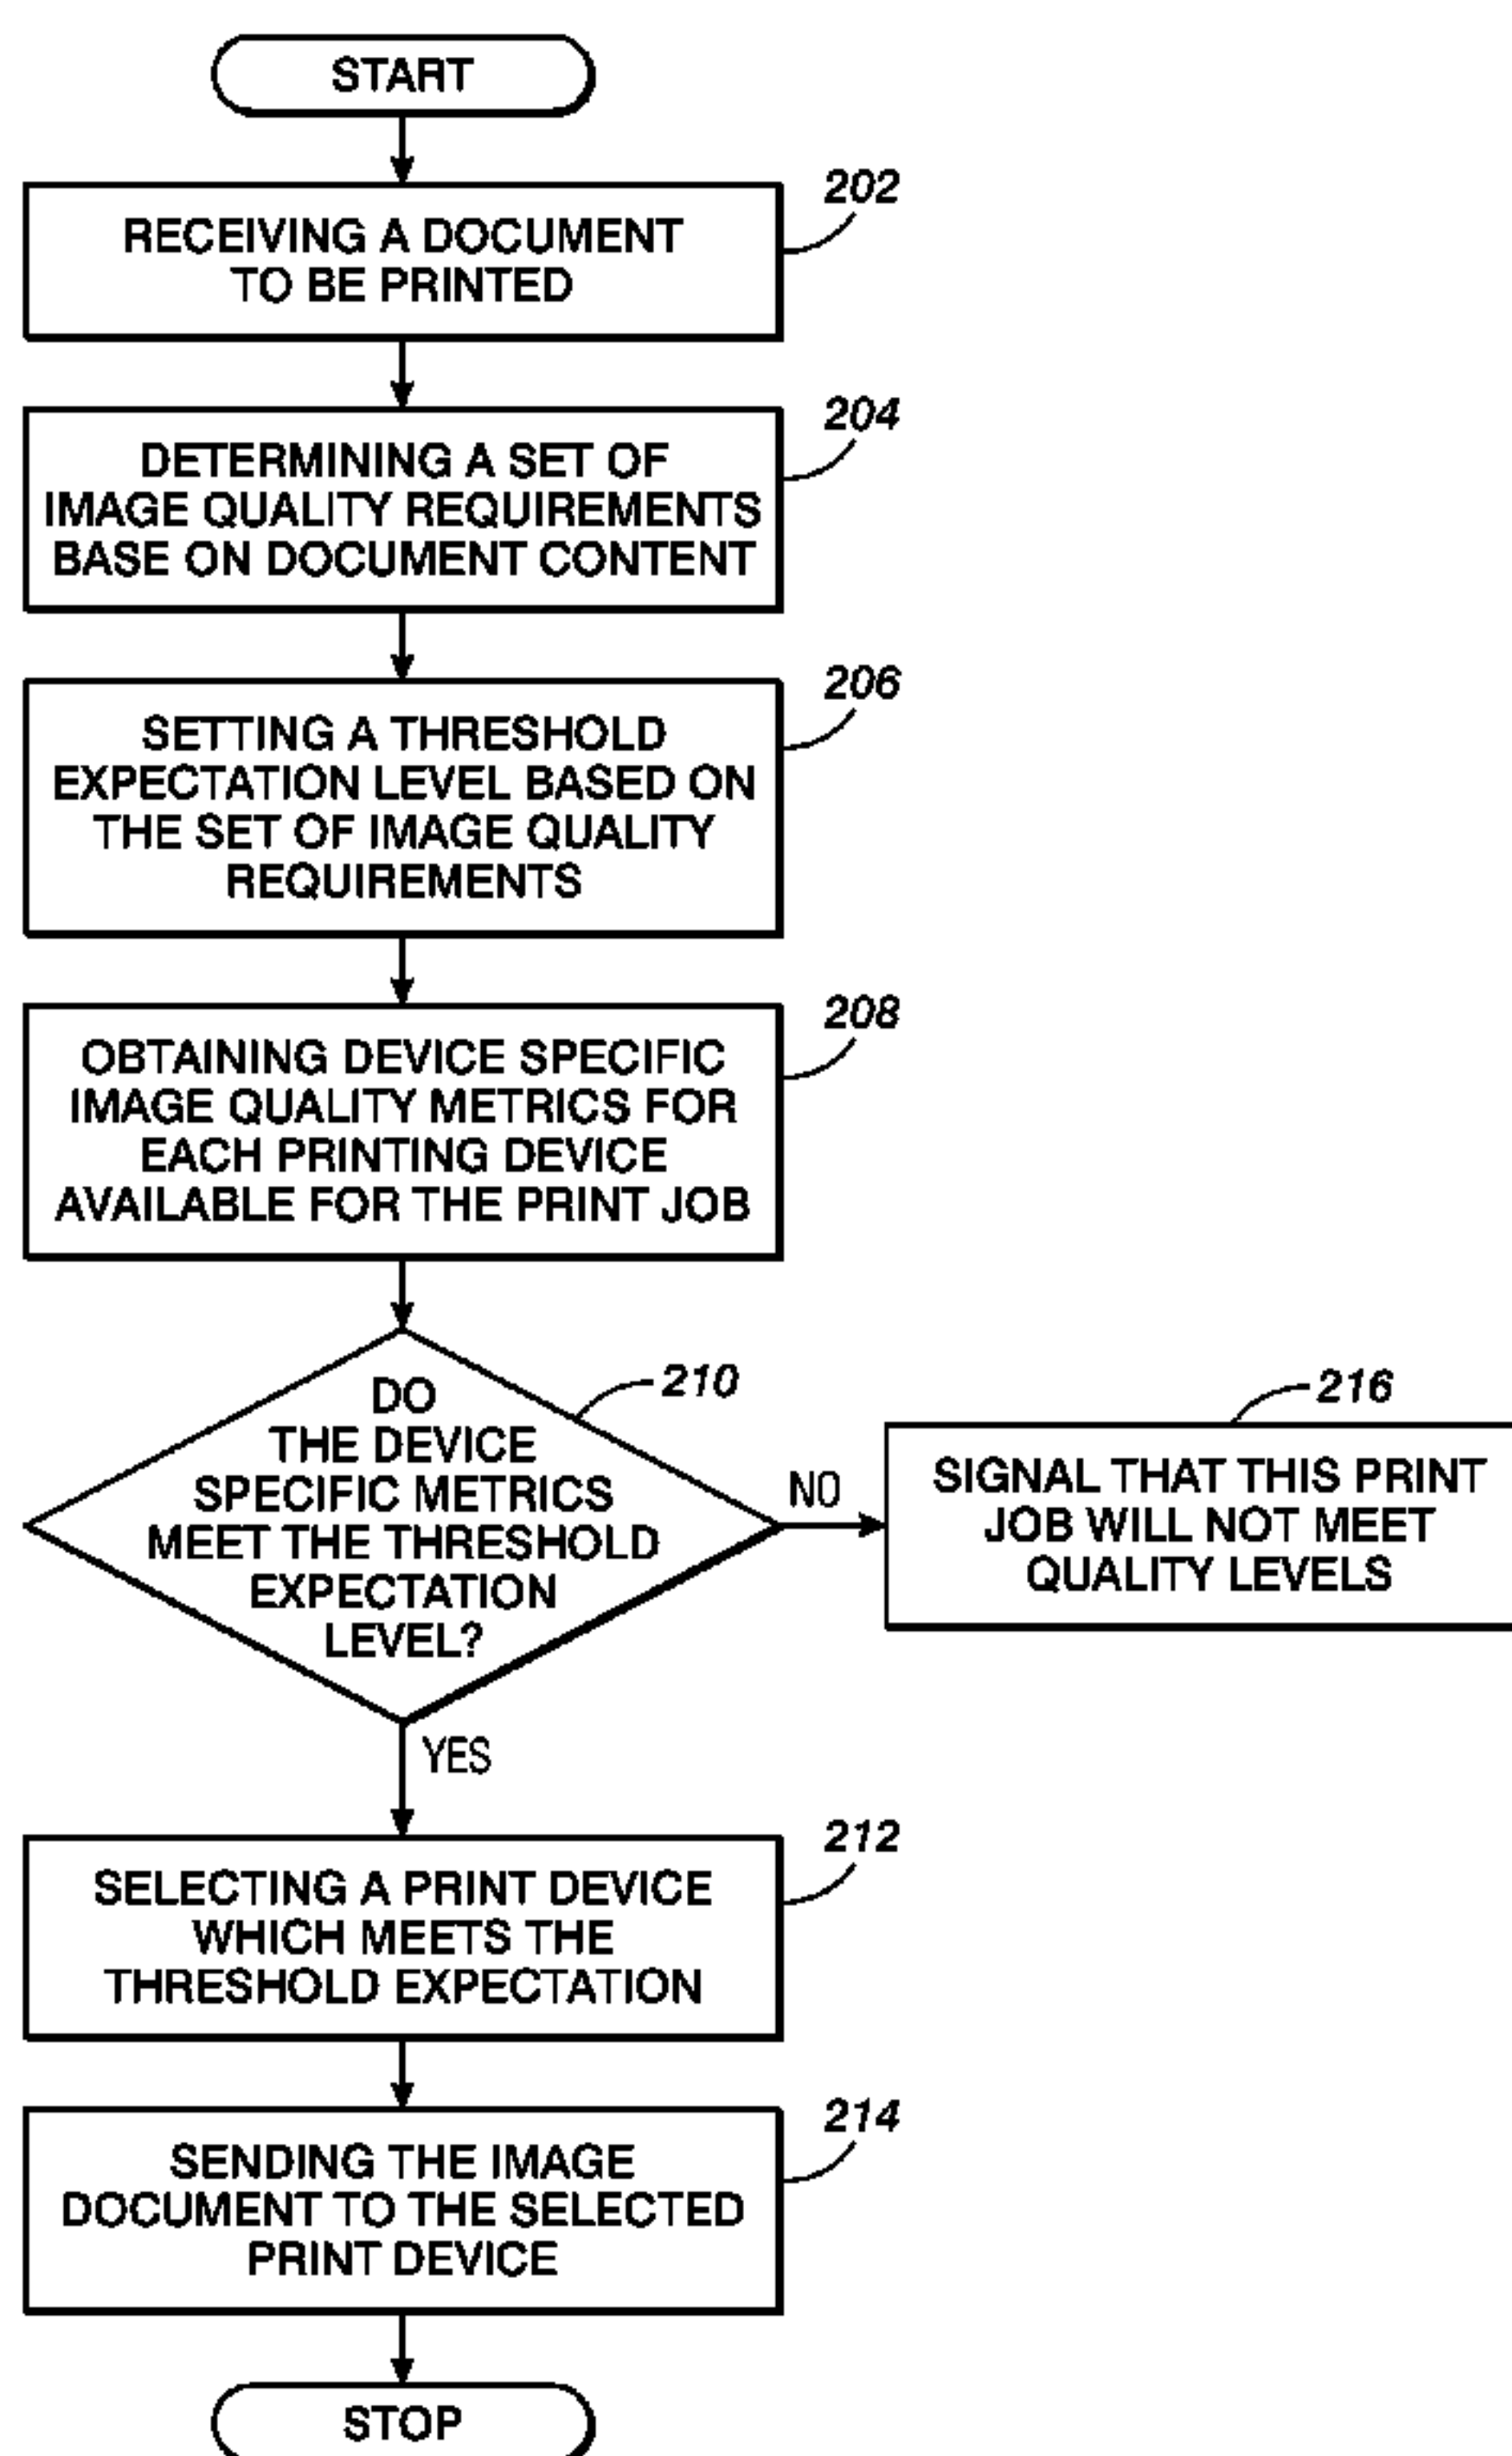 START
202
RECEIVING A DOCUMENT
TO BE PRINTED
204
DETERMINING A SET OF
IMAGE QUALITY REQUIREMENTS
BASE ON DOCUMENT CONTENT
206
SETTING A THRESHOLD
EXPECTATION LEVEL BASED ON
THE SET OF IMAGE QUALITY
REQUIREMENTS
208
OBTAINING DEVICE SPECIFIC
IMAGE QUALITY METRICS FOR
EACH PRINTING DEVICE
AVAILABLE FOR THE PRINT JOB
210
DO
THE DEVICE
SPECIFIC METRICS
MEET THE THRESHOLD
EXPECTATION
LEVEL?
NO
216
SIGNAL THAT THIS PRINT
JOB WILL NOT MEET
QUALITY LEVELS
YES
212
SELECTING A PRINT DEVICE
WHICH MEETS THE
THRESHOLD EXPECTATION
214
SENDING THE IMAGE
DOCUMENT TO THE SELECTED
PRINT DEVICE
STOP